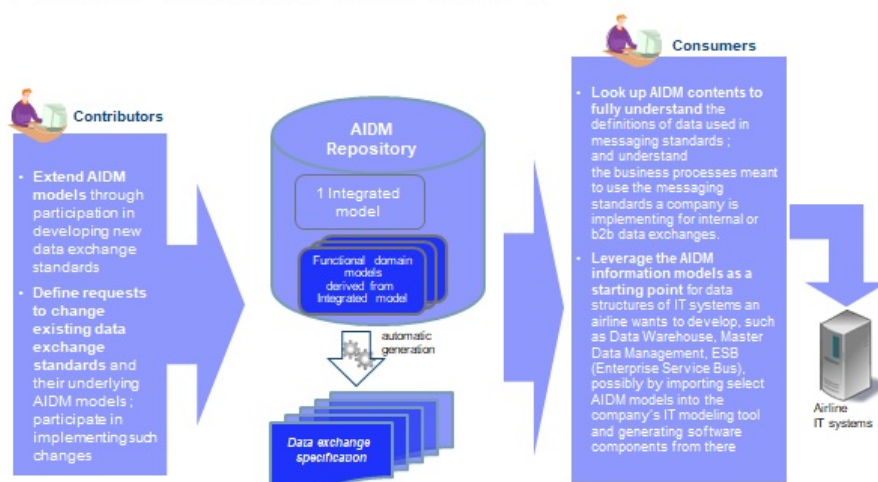 Contributors
• Extend AIDM
models through
participation in
developing new
data exchange
standards
• Define requests
to change
existing data
exchange
standards and
their underlying
AIDM models ;
participate in
implementing such
changes
AIDM
Repository
1 Integrated
model
Functional domain
models
derived from
Integrated model
automatic
generation
Data exchange
specification
Consumers
• Look up AIDM contents to
fully understand the
definitions of data used in
messaging standards ;
and understand
the business processes meant
to use the messaging
standards a company is
implementing for internal or
b2b data exchanges.
• Leverage the AIDM
information models as a
starting point for data
structures of IT systems an
airline wants to develop, such
as Data Warehouse, Master
Data Management, ESB
(Enterprise Service Bus),
possibly by importing select
AIDM models into the
company's IT modeling tool
and generating software
components from there
Airline
IT systems